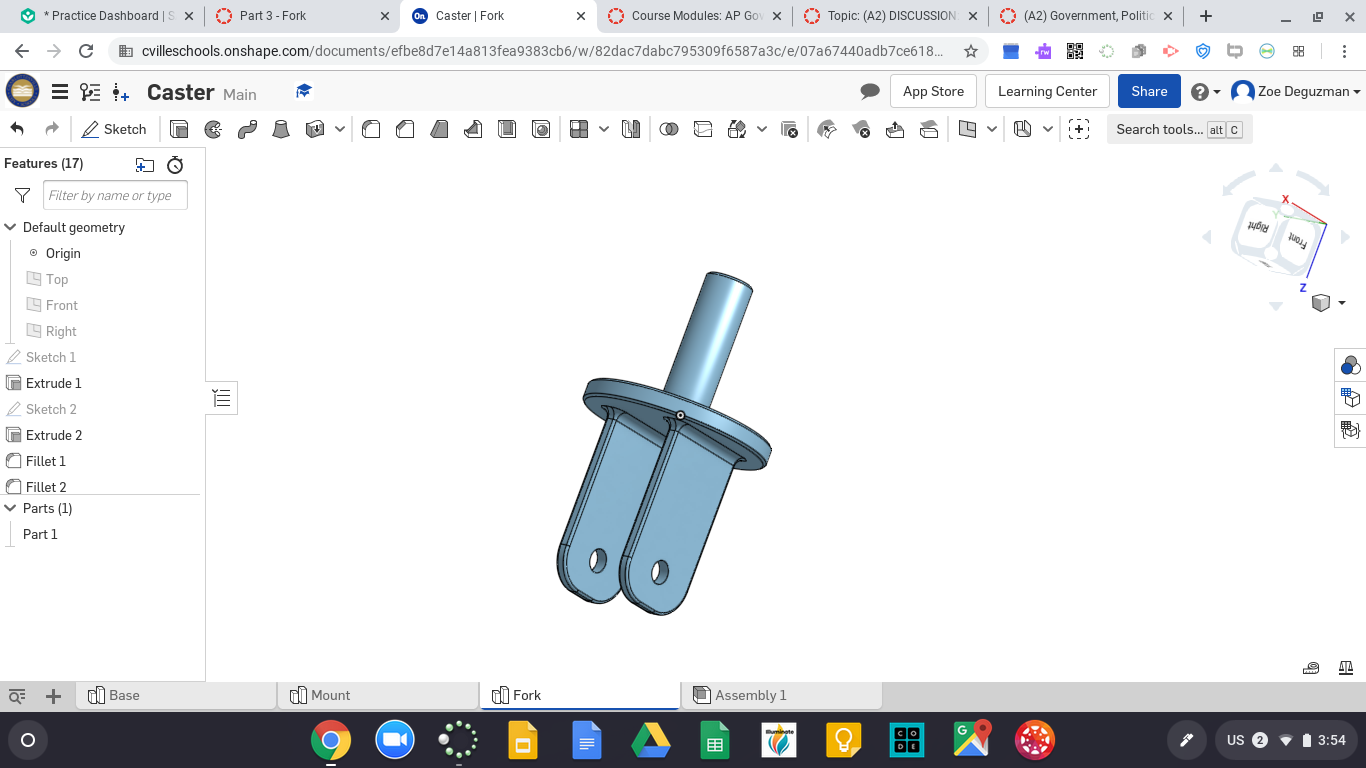 * Practice Dashboard | S
Part 3 - Fork
On
Caster | Fork
Course Modules: AP Gov
Topic: (A2) DISCUSSION
(A2) Government, Politic
cvilleschools.onshape.com/documents/efbe8d7e14a813fea9383cb6/w/82dac7dabc795309f6587a3c/e/07a67440adb7ce618...
rw
Caster Main
App Store
Learning Center
Share
Zoe Deguzman
Sketch
Search tools... alt C
Features (17)
Filter by name or type
Default geometry
Origin
Top
Front
Right
Sketch 1
Extrude 1
Sketch 2
Extrude 2
Fillet 1
Fillet 2
Parts (1)
Part 1
X
Y
Right
Front
Z
Base
Mount
Fork
Assembly 1
Illuminate
C O
D E
G
US 2 3:54